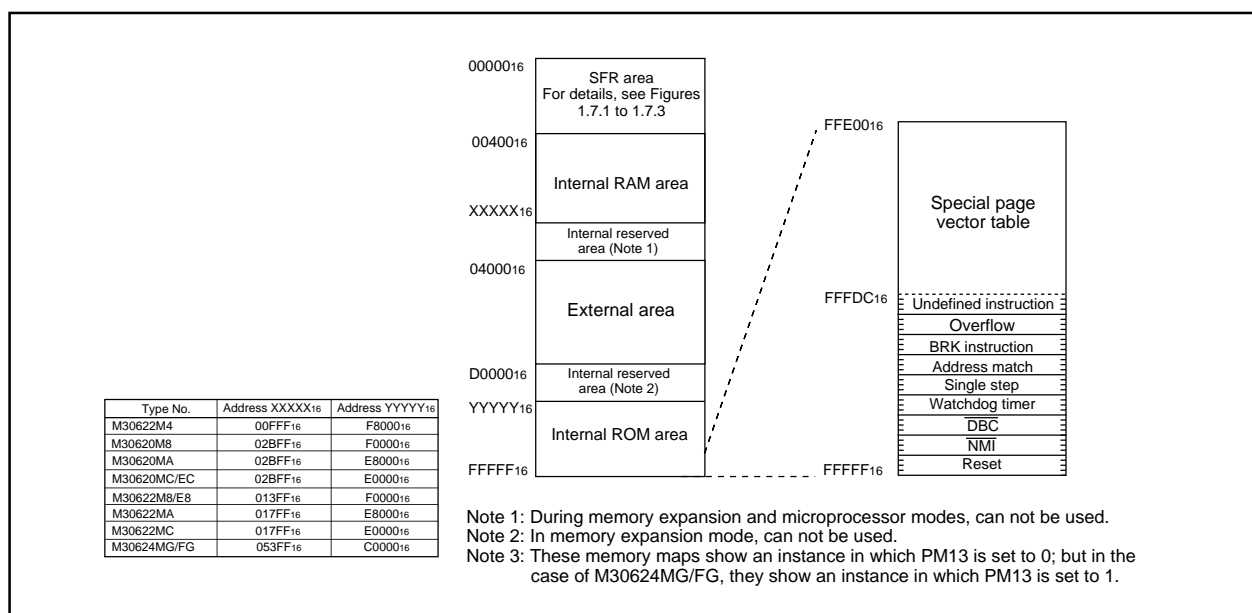 0000016
SFR area
For details, see Figures
1.7.1 to 1.7.3
0040016
Internal RAM area
XXXXX16
Internal reserved
area (Note 1)
0400016
External area
D000016
Internal reserved
area (Note 2)
YYYYY16
Internal ROM area
FFFFF16
FFE0016
Special page
vector table
FFFDC16
Undefined instruction
Overflow
BRK instruction
Address match
Single step
Watchdog timer
DBC
NMI
Reset
FFFFF16
Type No. Address XXXXX16 Address YYYYY16
M30622M4 00FFF16 F800016
M30620M8 02BFF16 F000016
M30620MA 02BFF16 E800016
M30620MC/EC 02BFF16 E000016
M30622M8/E8 013FF16 F000016
M30622MA 017FF16 E800016
M30622MC 017FF16 E000016
M30624MG/FG 053FF16 C000016
Note 1: During memory expansion and microprocessor modes, can not be used.
Note 2: In memory expansion mode, can not be used.
Note 3: These memory maps show an instance in which PM13 is set to 0; but in the
case of M30624MG/FG, they show an instance in which PM13 is set to 1.